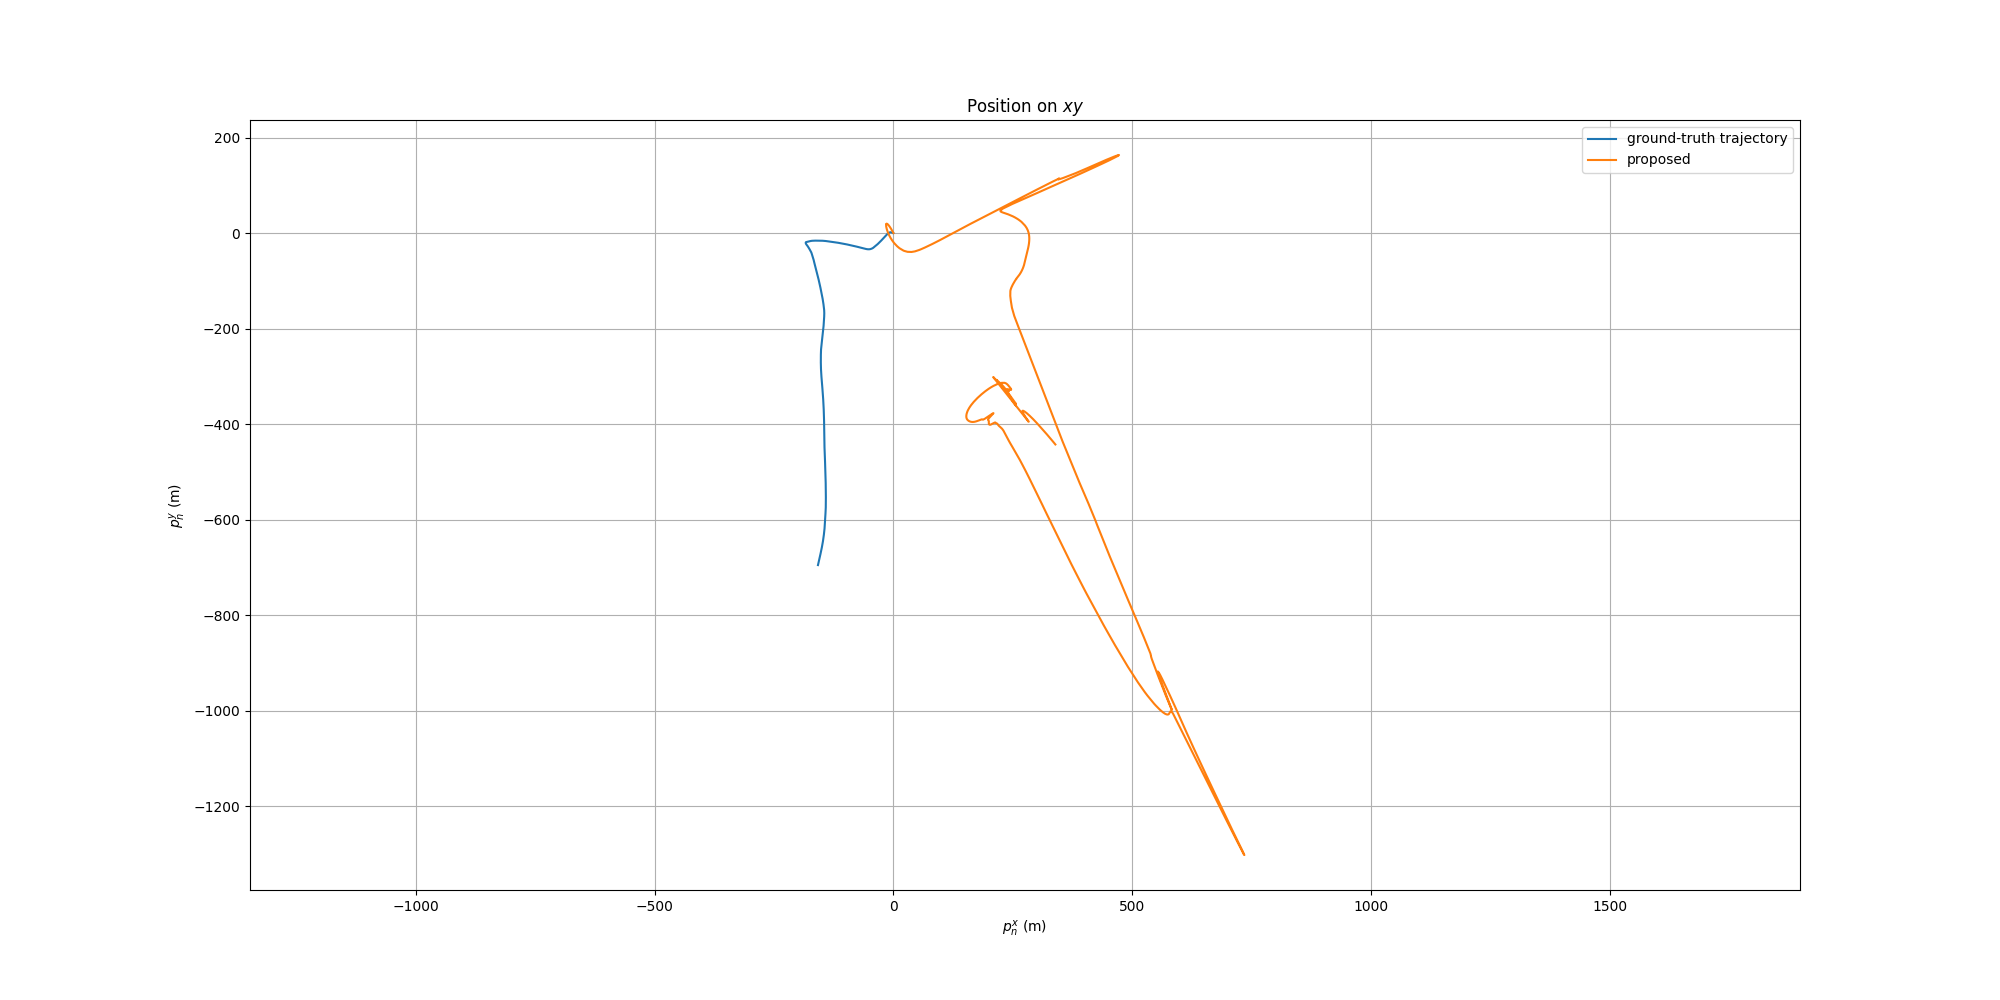 Position on xy
ground-truth trajectory
proposed
200
0
−200
−400
−600
−800
−1000
−1200
p_n^y (m)
−1000 −500 0 500 1000 1500
p_n^x (m)